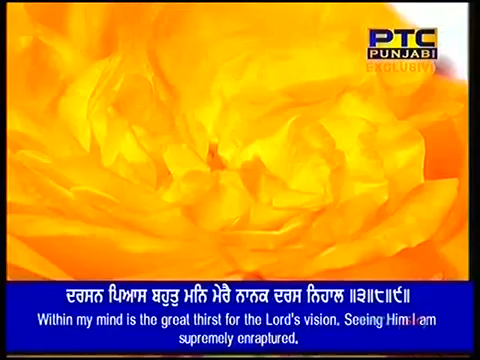 PTC
PUNJABI
EXCLUSIVE
ਦਰਸਨ ਪਿਆਸ ਬਹੁਤੁ ਮਨਿ ਮੇਰੈ ਨਾਨਕ ਦਰਸ ਨਿਹਾਲ ॥੩॥੮॥੯॥
Within my mind is the great thirst for the Lord's vision. Seeing Him I am
supremely enraptured.